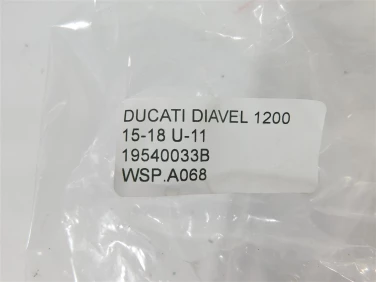 DUCATI DIAVEL 1200
15-18 U-11
19540033B
WSP.A068